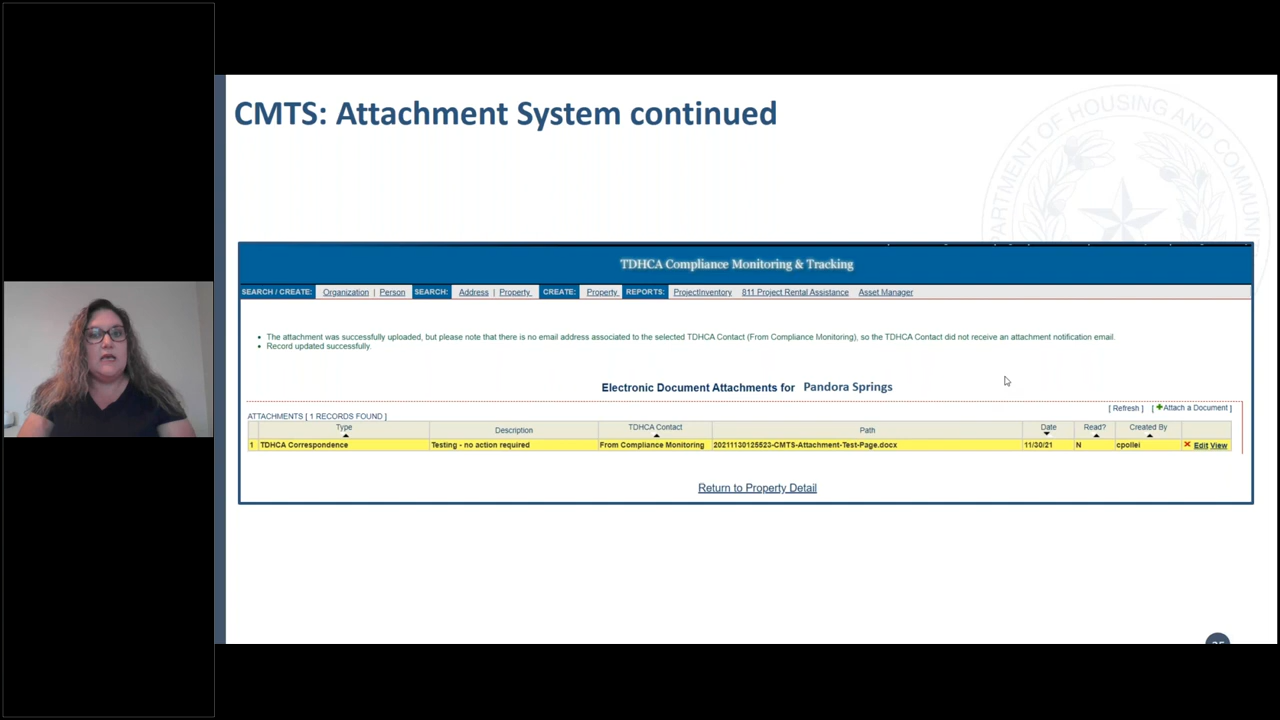 CMTS: Attachment System continued
DEPARTMENT OF HOUSING AND
TDHCA Compliance Monitoring & Tracking
SEARCH / CREATE: Organization | Person SEARCH: Address | Property CREATE: Property REPORTS: ProjectInventory 811 Project Rental Assistance Asset Manager
• The attachment was successfully uploaded, but please note that there is no email address associated to the selected TDHCA Contact (From Compliance Monitoring), so the TDHCA Contact did not receive an attachment notification email.
• Record updated successfully.
Electronic Document Attachments for Pandora Springs
[ Refresh ] [ Attach a Document ]
ATTACHMENTS [ 1 RECORDS FOUND ]
Type Description TDHCA Contact Path Date Read? Created By
1 TDHCA Correspondence Testing - no action required From Compliance Monitoring 20211130125523-CMTS-Attachment-Test-Page.docx 11/30/21 N cpollei Edit View
Return to Property Detail